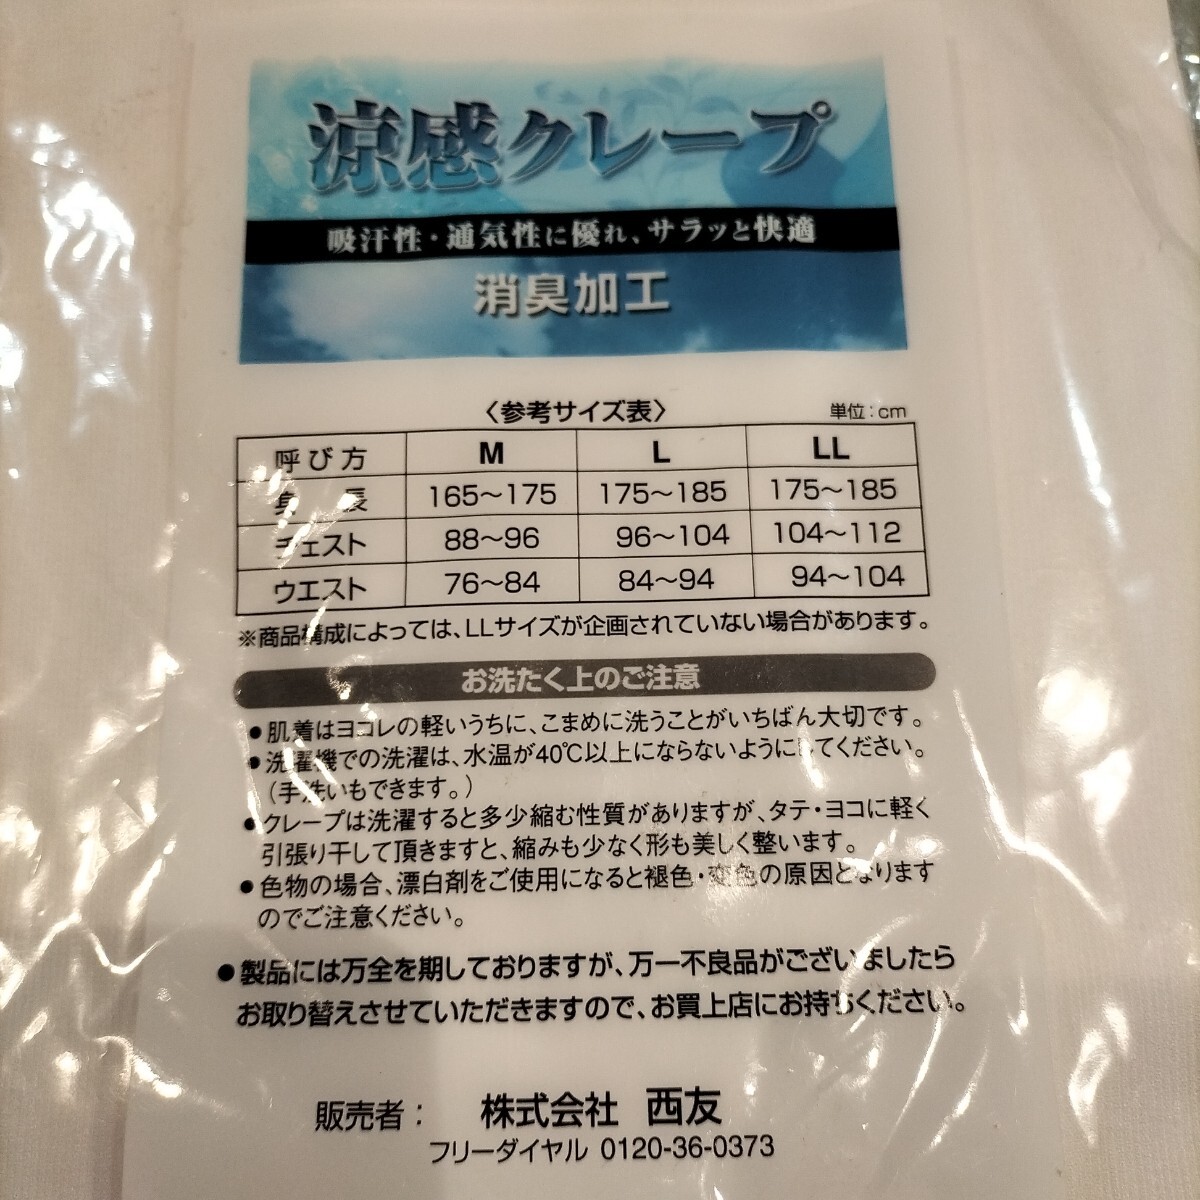 涼感クレープ
吸汗性・通気性に優れ、サラッと快適
消臭加工
〈参考サイズ表〉 単位:cm
呼び方 M L LL
身長 165～175 175～185 175～185
チェスト 88～96 96～104 104～112
ウエスト 76～84 84～94 94～104
※商品構成によっては、LLサイズが企画されていない場合があります。
お洗たく上のご注意
●肌着はヨコレの軽いうちに、こまめに洗うことがいちばん大切です。
●洗濯機での洗濯は、水温が40℃以上にならないようにしてください。
(手洗いもできます。)
●クレープは洗濯すると多少縮む性質がありますが、タテ・ヨコに軽く
引張り干して頂きますと、縮みも少なく形も美しく整います。
●色物の場合、漂白剤をご使用になると褪色・変色の原因となります
のでご注意ください。
●製品には万全を期しておりますが、万一不良品がございましたら
お取り替えさせていただきますので、お買上店にお持ちください。
販売者: 株式会社 西友
フリーダイヤル 0120-36-0373